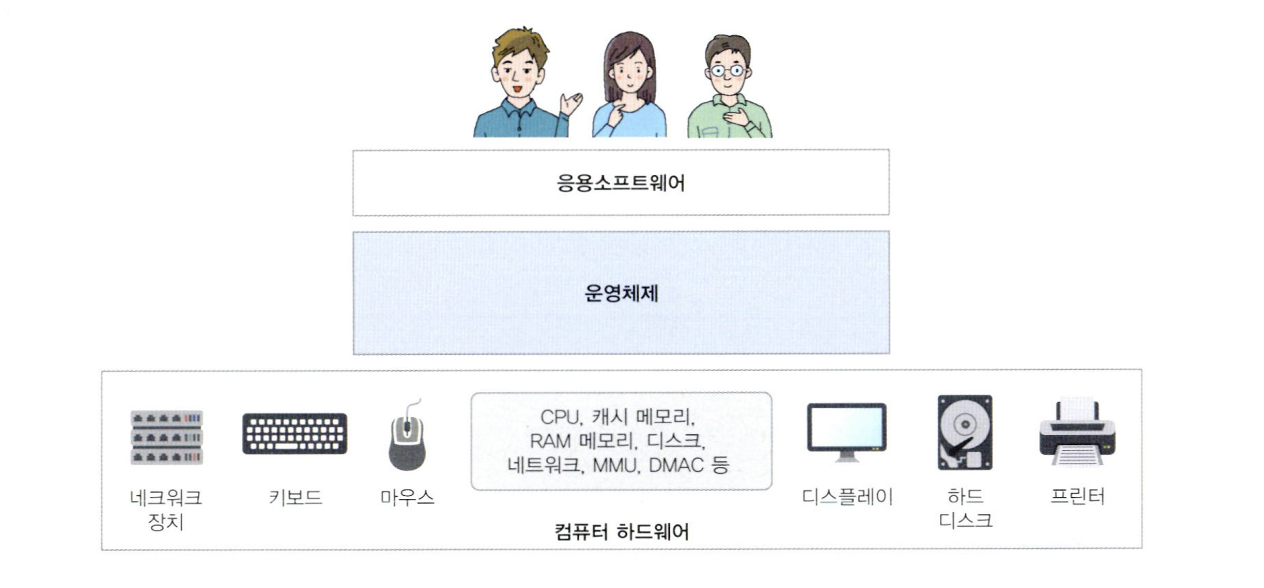 응용소프트웨어
운영체제
CPU, 캐시 메모리,
RAM 메모리, 디스크,
네트워크, MMU, DMAC 등
네크워크
장치
키보드
마우스
디스플레이
하드
디스크
프린터
컴퓨터 하드웨어